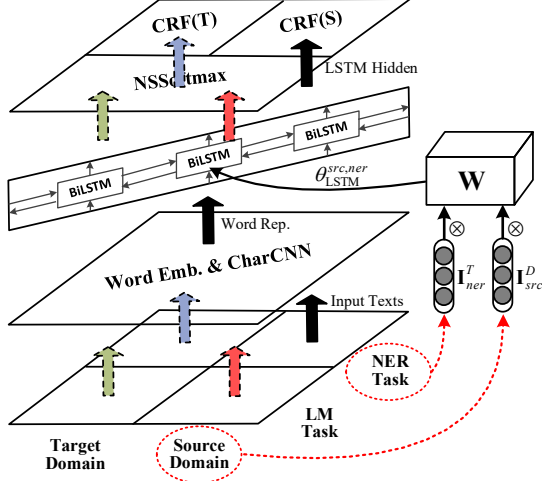 CRF(T)
CRF(S)
NSSoftmax
LSTM Hidden
BiLSTM
BiLSTM
BiLSTM
θ^{src,ner}_{LSTM}
W
Word Rep.
⊗
⊗
Word Emb. & CharCNN
I^T_{ner}
I^D_{src}
Input Texts
NER
Task
LM
Task
Target
Domain
Source
Domain